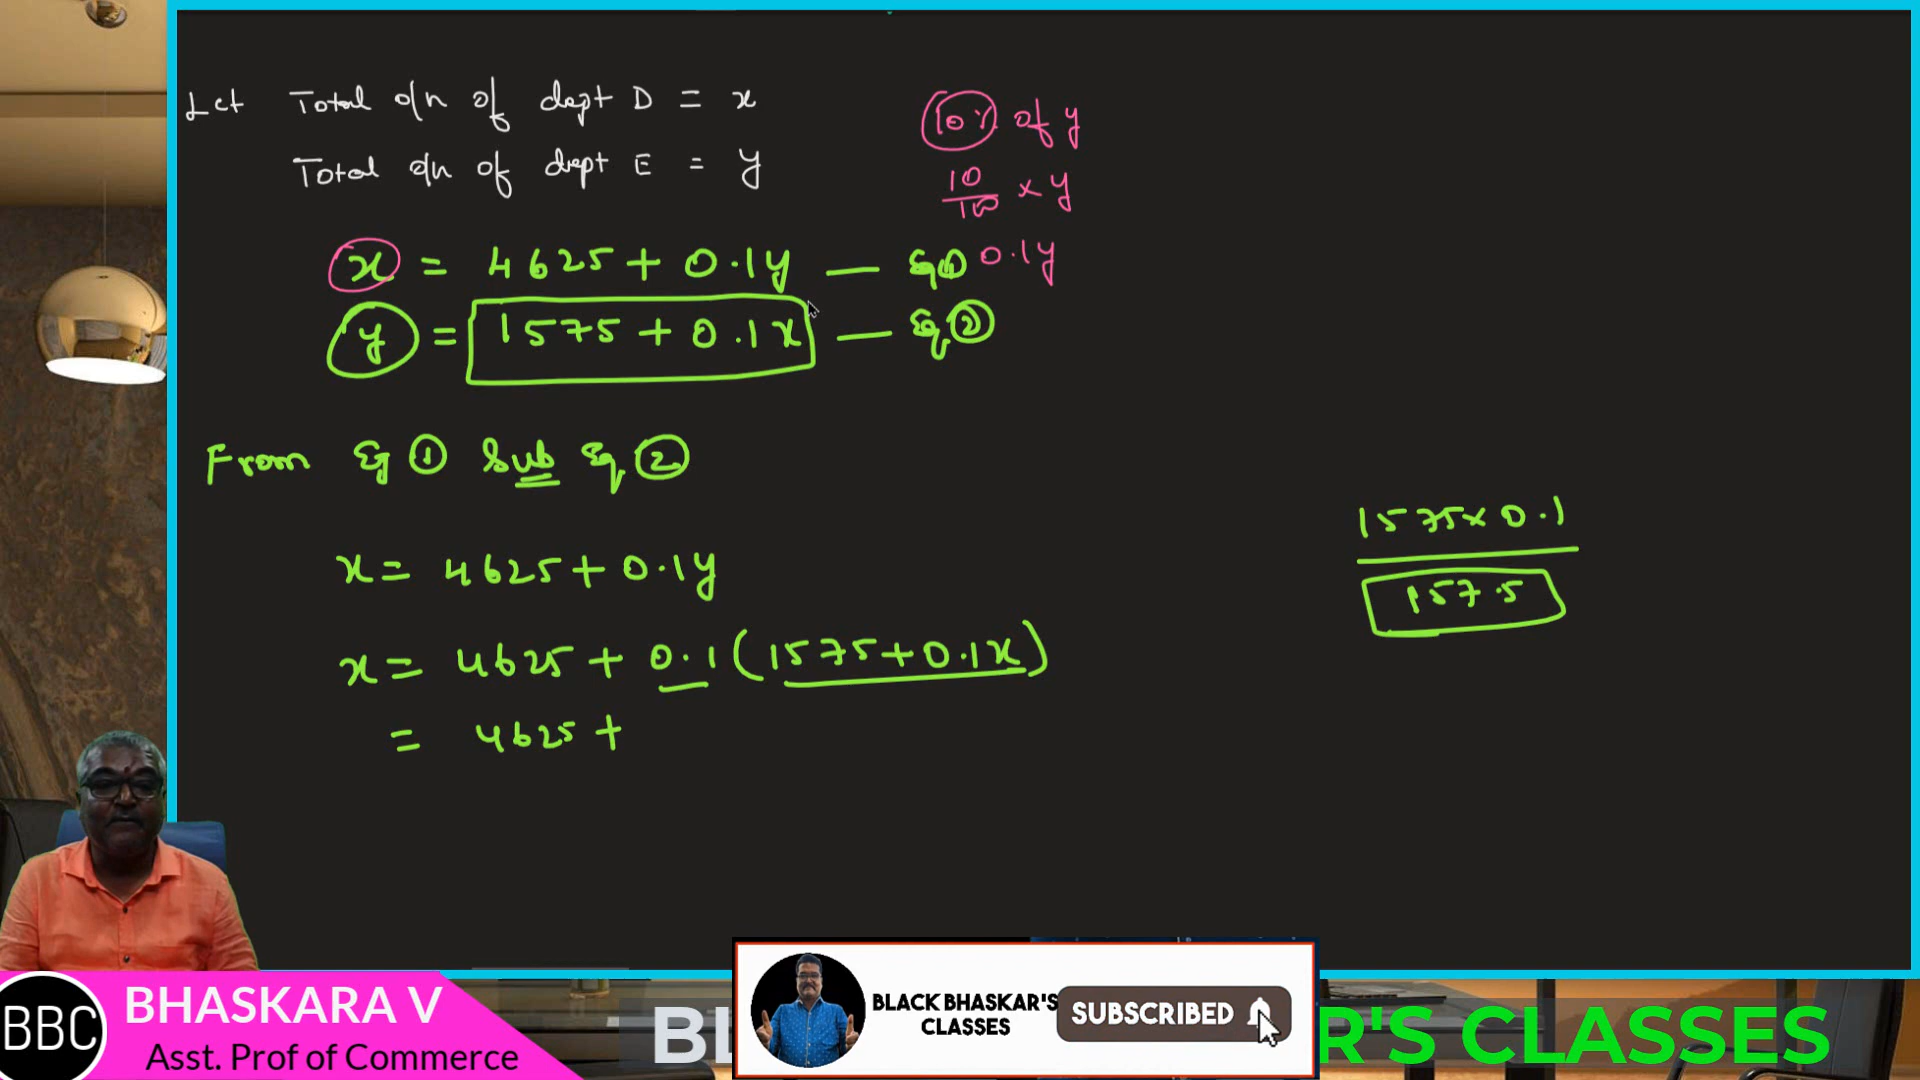 Let Total o/h of dept D = x
Total o/h of dept E = y
10% of y
10/100 × y
0.1y
x = 4625 + 0.1y — Eq ①
y = 1575 + 0.1x — Eq ②
From Eq ① Sub Eq ②
x = 4625 + 0.1y
x = 4625 + 0.1 (1575 + 0.1x)
= 4625 +
1575 × 0.1
157.5
BBC
BHASKARA V
Asst. Prof of Commerce
BLACK BHASKAR'S
CLASSES
SUBSCRIBED
BL
R'S CLASSES